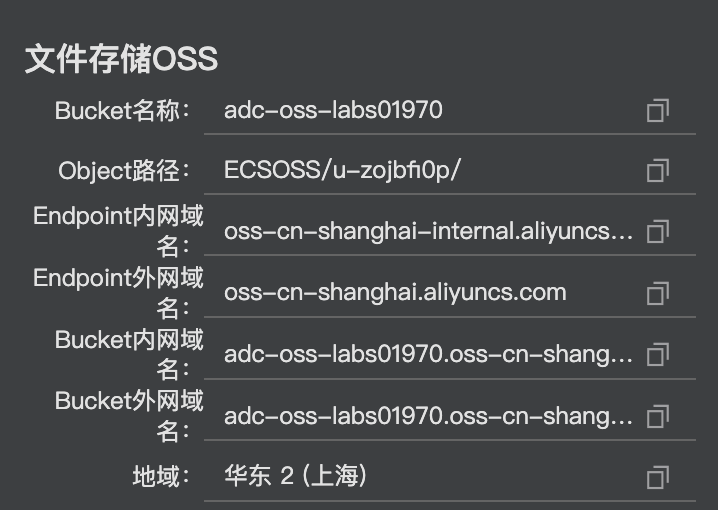 文件存储OSS
Bucket名称： adc-oss-labs01970
Object路径： ECSOSS/u-zojbfi0p/
Endpoint内网域名： oss-cn-shanghai-internal.aliyuncs...
Endpoint外网域名： oss-cn-shanghai.aliyuncs.com
Bucket内网域名： adc-oss-labs01970.oss-cn-shang...
Bucket外网域名： adc-oss-labs01970.oss-cn-shang...
地域： 华东 2 (上海)